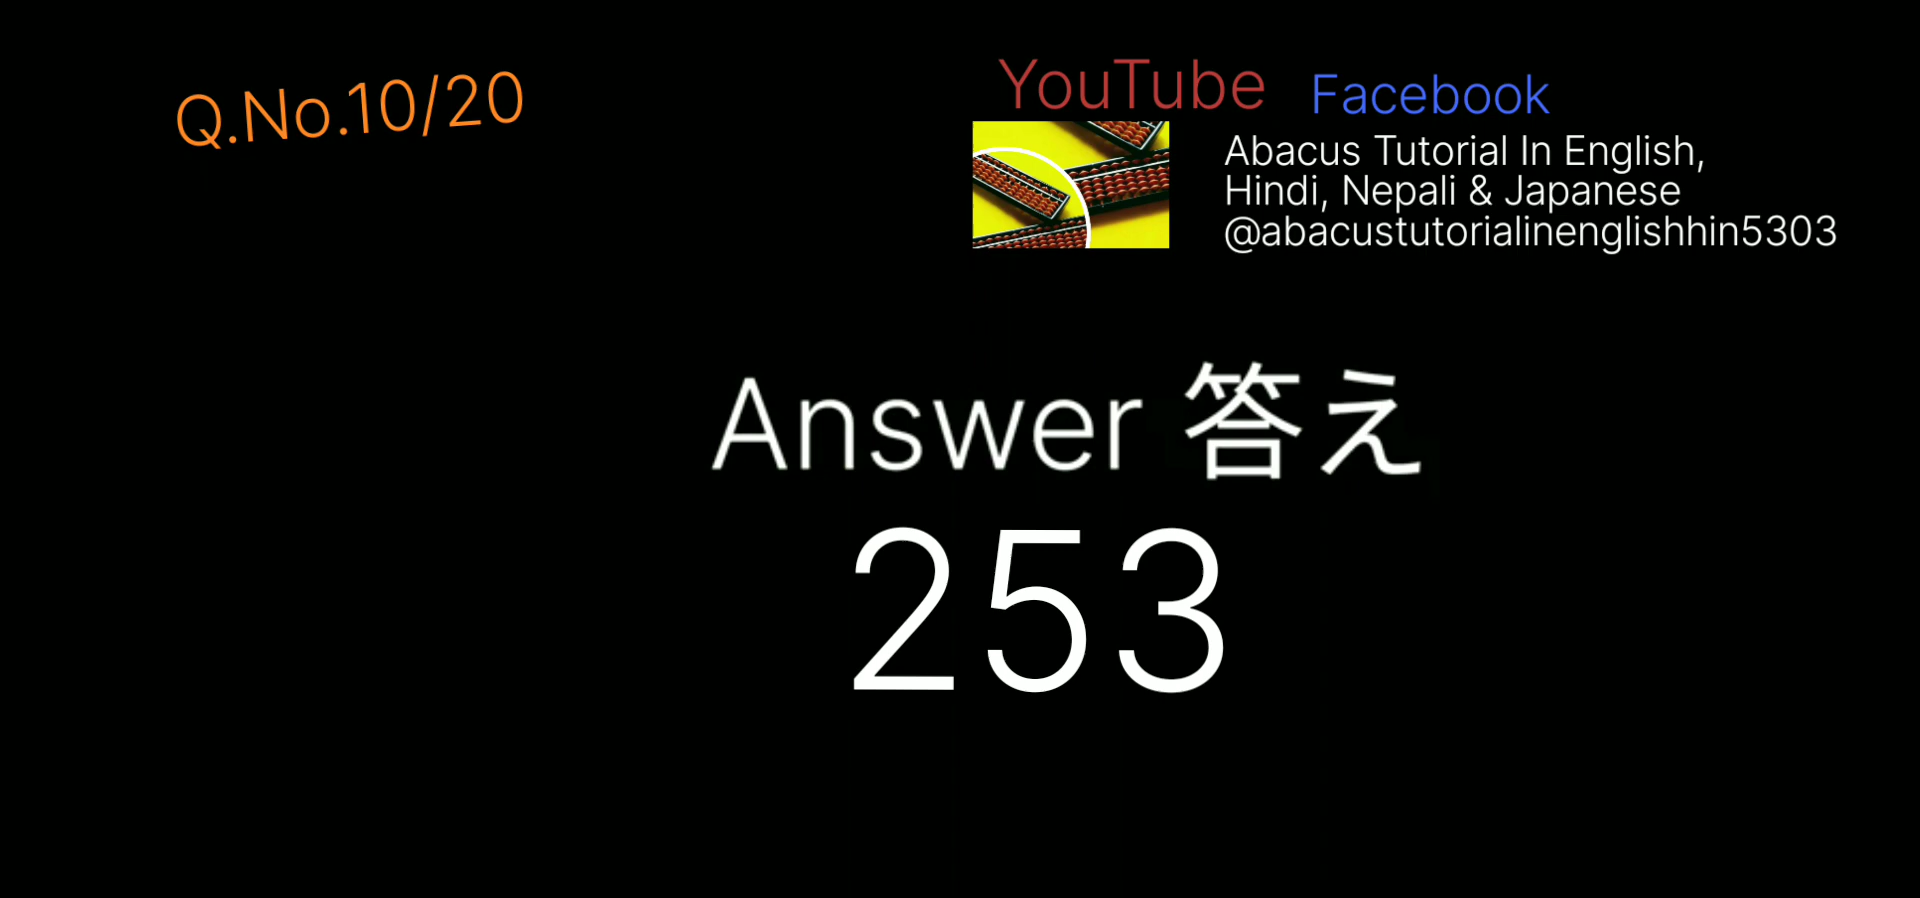 Q.No.10/20
YouTube Facebook
Abacus Tutorial In English,
Hindi, Nepali & Japanese
@abacustutorialinenglishhin5303
Answer 答え
253